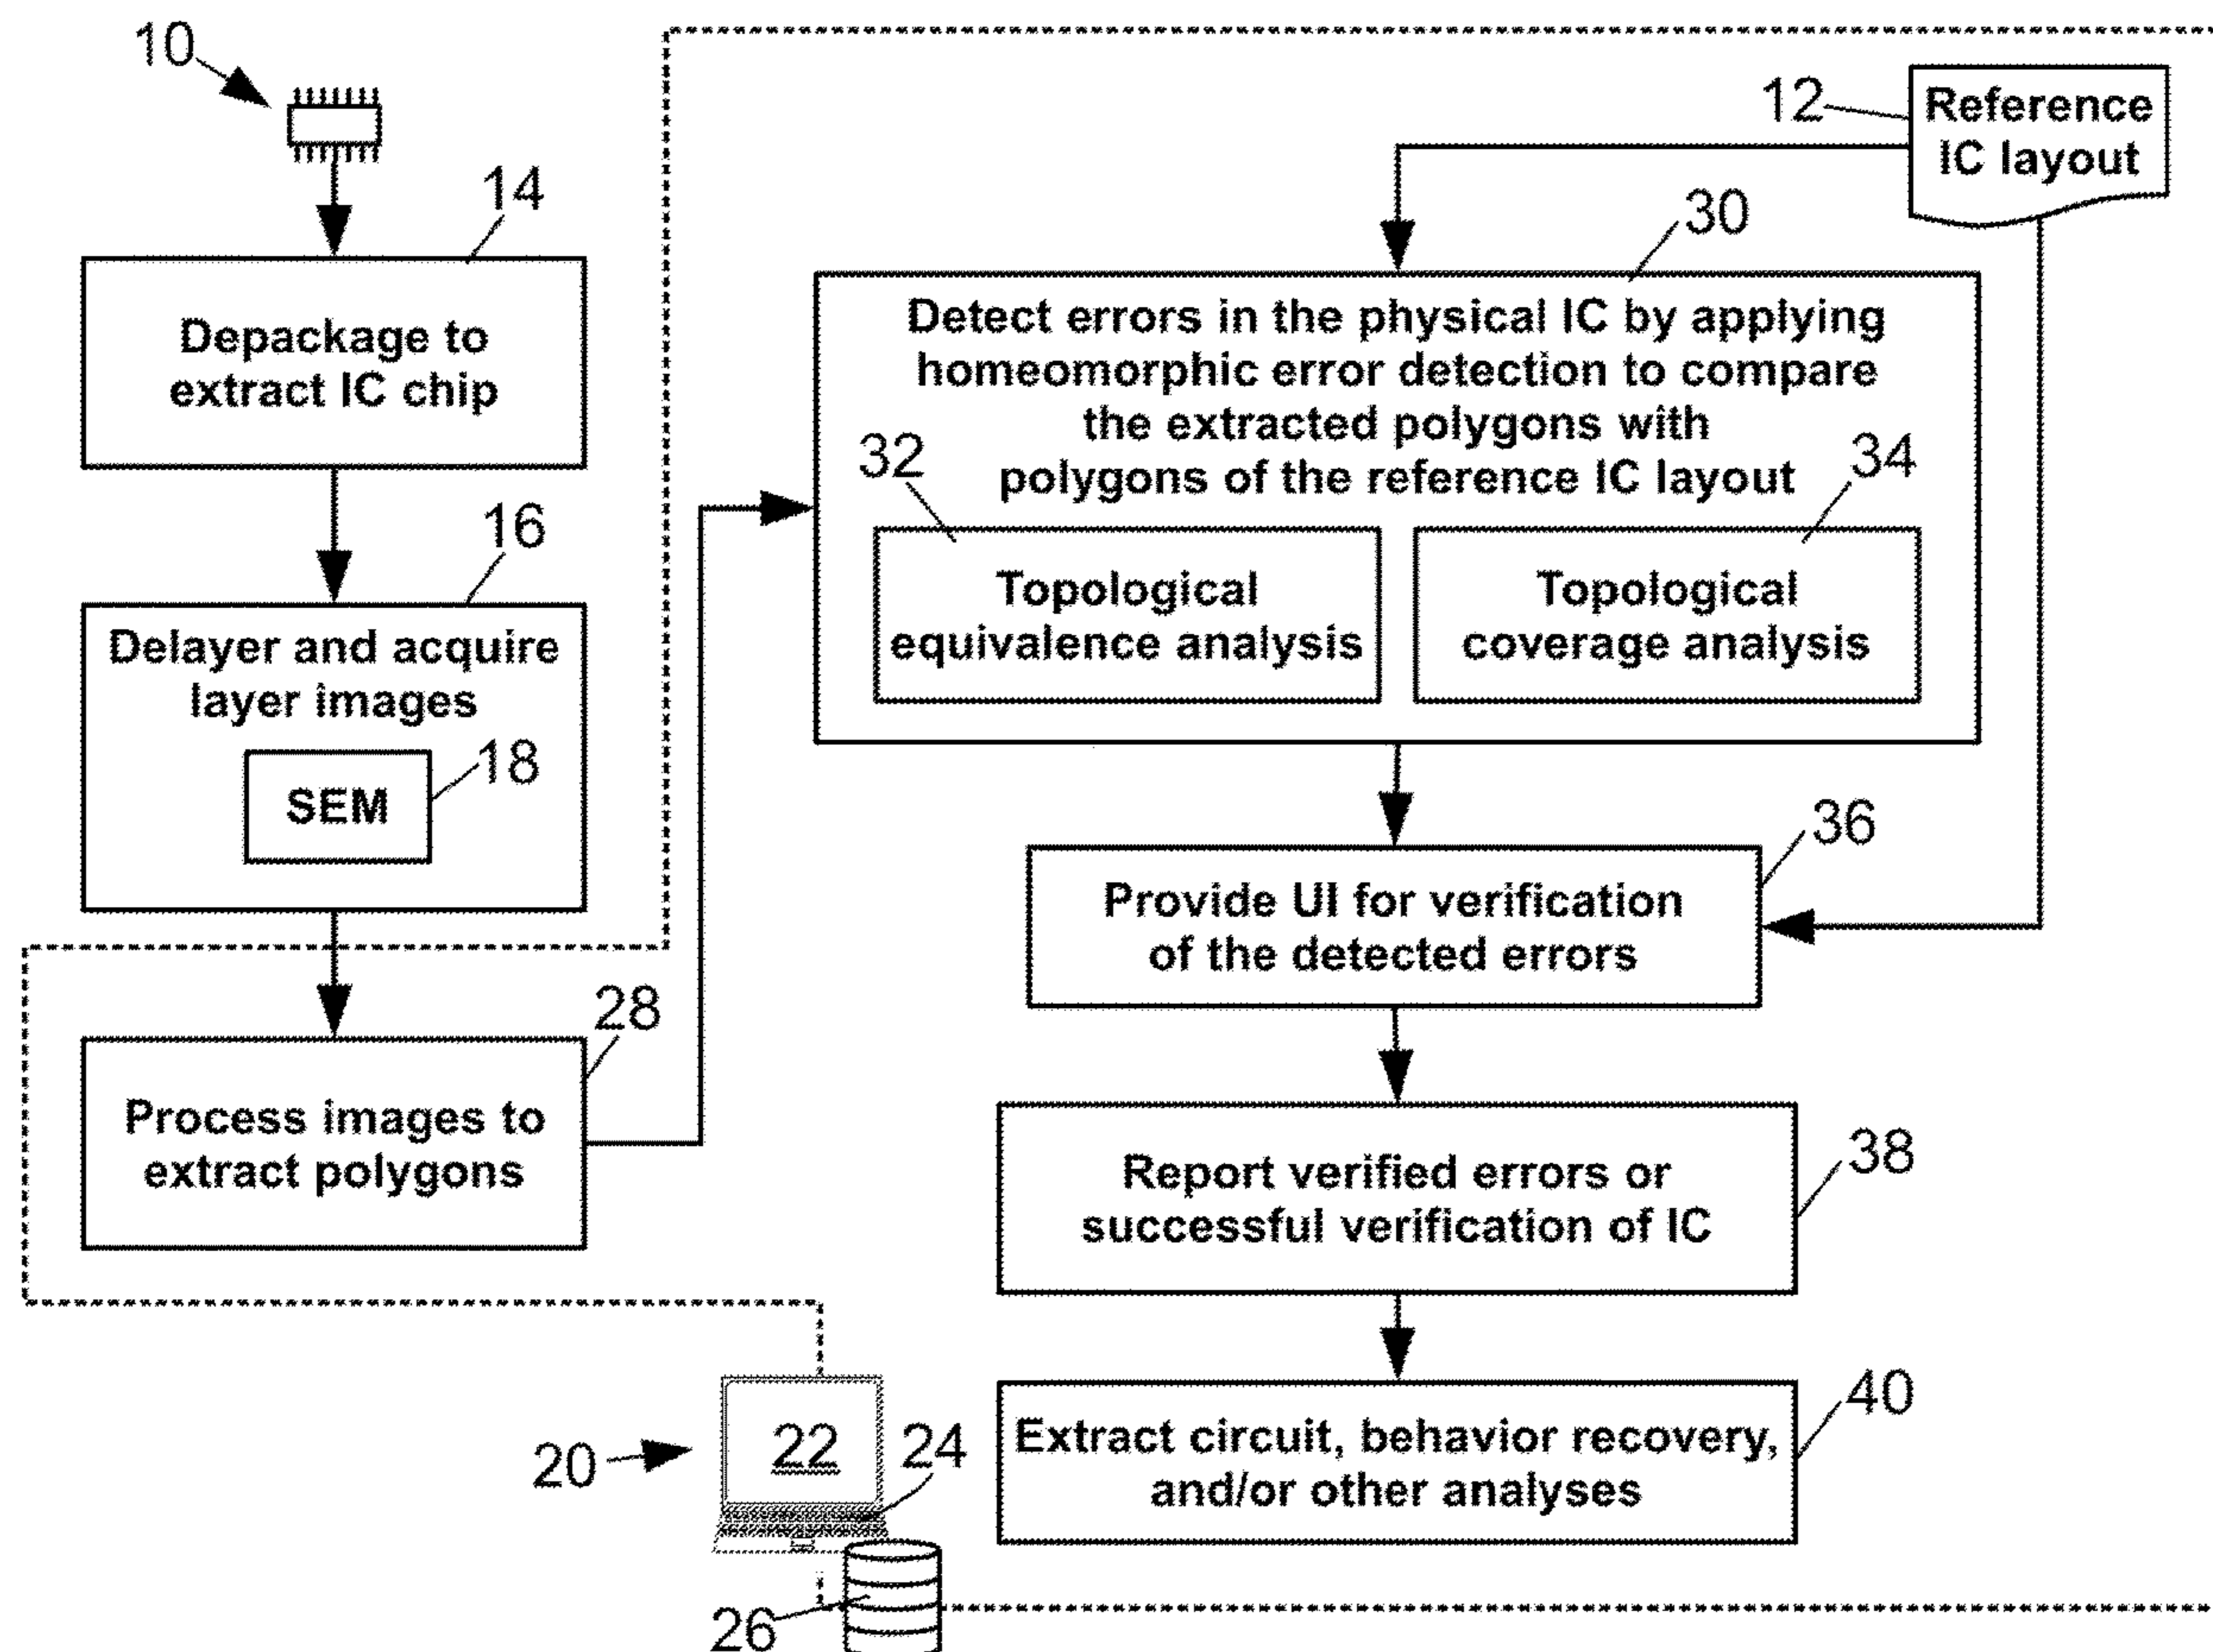 10
14
Depackage to
extract IC chip
16
Delayer and acquire
layer images
18
SEM
28
Process images to
extract polygons
12
Reference
IC layout
30
Detect errors in the physical IC by applying
homeomorphic error detection to compare
the extracted polygons with
polygons of the reference IC layout
32
34
Topological
equivalence analysis
Topological
coverage analysis
36
Provide UI for verification
of the detected errors
38
Report verified errors or
successful verification of IC
40
Extract circuit, behavior recovery,
and/or other analyses
20
22
24
26